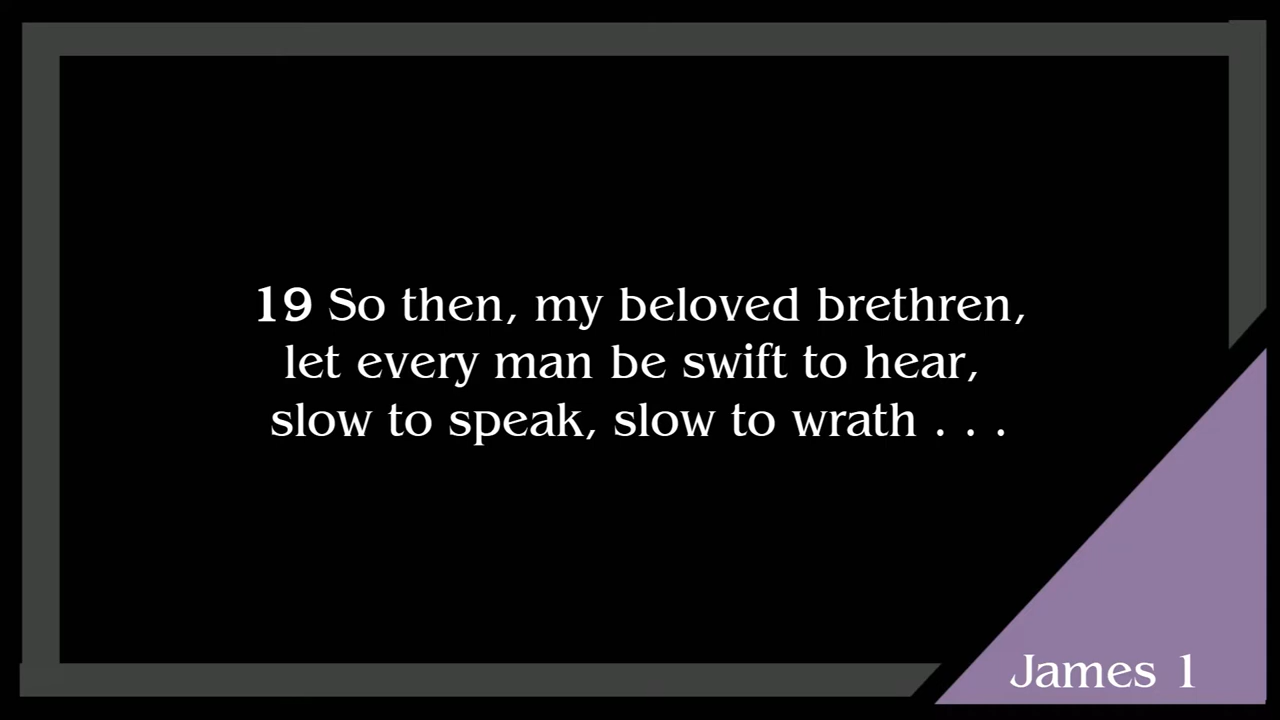 19 So then, my beloved brethren,
let every man be swift to hear,
slow to speak, slow to wrath . . .
James 1